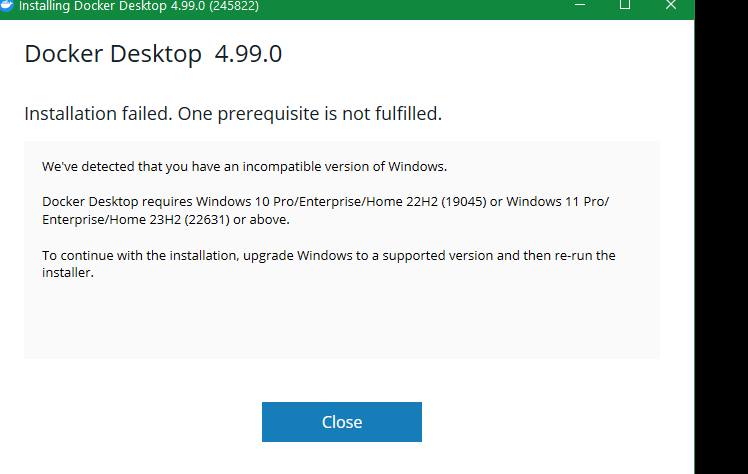 Installing Docker Desktop 4.99.0 (245822)
Docker Desktop 4.99.0
Installation failed. One prerequisite is not fulfilled.
We've detected that you have an incompatible version of Windows.
Docker Desktop requires Windows 10 Pro/Enterprise/Home 22H2 (19045) or Windows 11 Pro/
Enterprise/Home 23H2 (22631) or above.
To continue with the installation, upgrade Windows to a supported version and then re-run the
installer.
Close